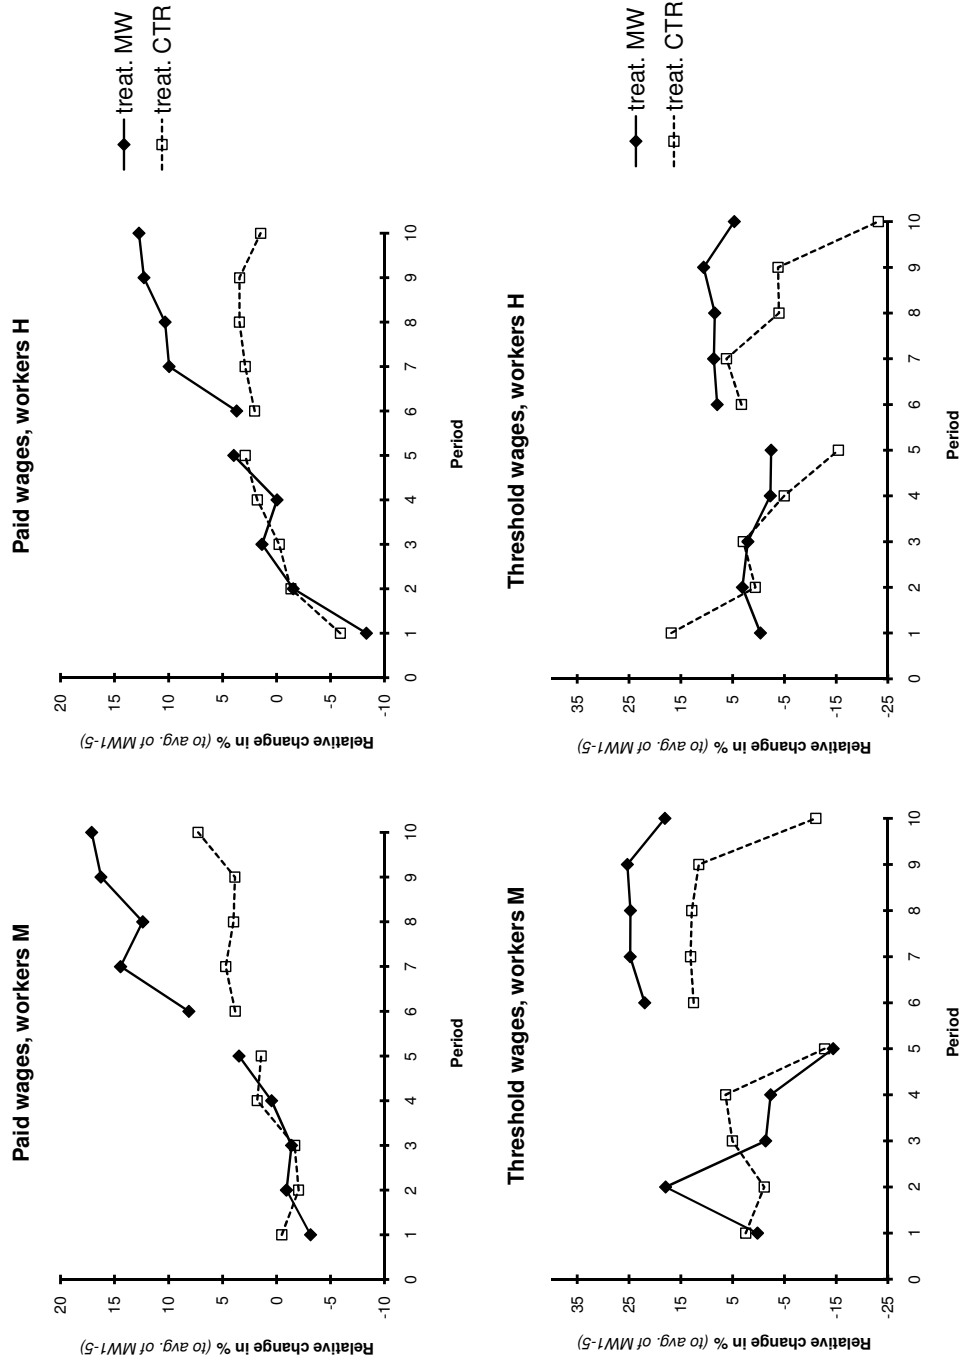 Paid wages, workers M
Relative change in % (to avg. of MW1-5)
20
15
10
5
0
-5
-10
0 1 2 3 4 5 6 7 8 9 10
Period
Paid wages, workers H
Relative change in % (to avg. of MW1-5)
20
15
10
5
0
-5
-10
0 1 2 3 4 5 6 7 8 9 10
Period
treat. MW
treat. CTR
Threshold wages, workers M
Relative change in % (to avg. of MW1-5)
35
25
15
5
-5
-15
-25
0 1 2 3 4 5 6 7 8 9 10
Period
Threshold wages, workers H
Relative change in % (to avg. of MW1-5)
35
25
15
5
-5
-15
-25
0 1 2 3 4 5 6 7 8 9 10
Period
treat. MW
treat. CTR